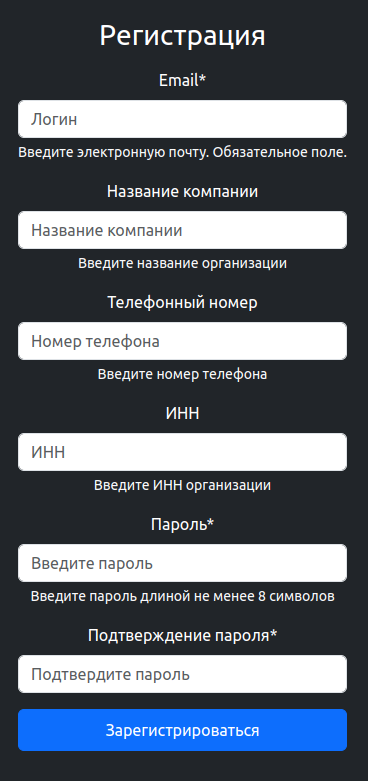 Регистрация
Email*
Логин
Введите электронную почту. Обязательное поле.
Название компании
Название компании
Введите название организации
Телефонный номер
Номер телефона
Введите номер телефона
ИНН
ИНН
Введите ИНН организации
Пароль*
Введите пароль
Введите пароль длиной не менее 8 символов
Подтверждение пароля*
Подтвердите пароль
Зарегистрироваться